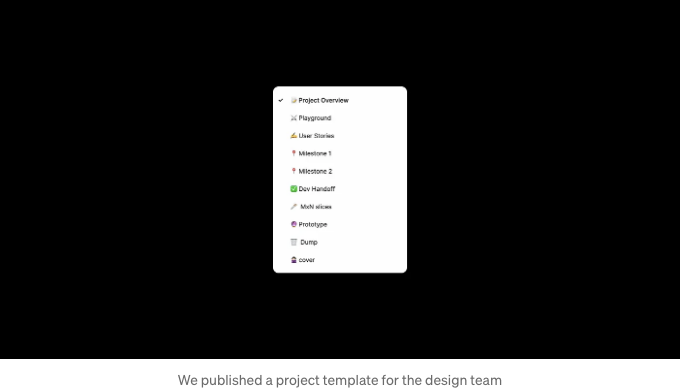 Project Overview
Playground
User Stories
Milestone 1
Milestone 2
Dev Handoff
MxN slices
Prototype
Dump
cover
We published a project template for the design team